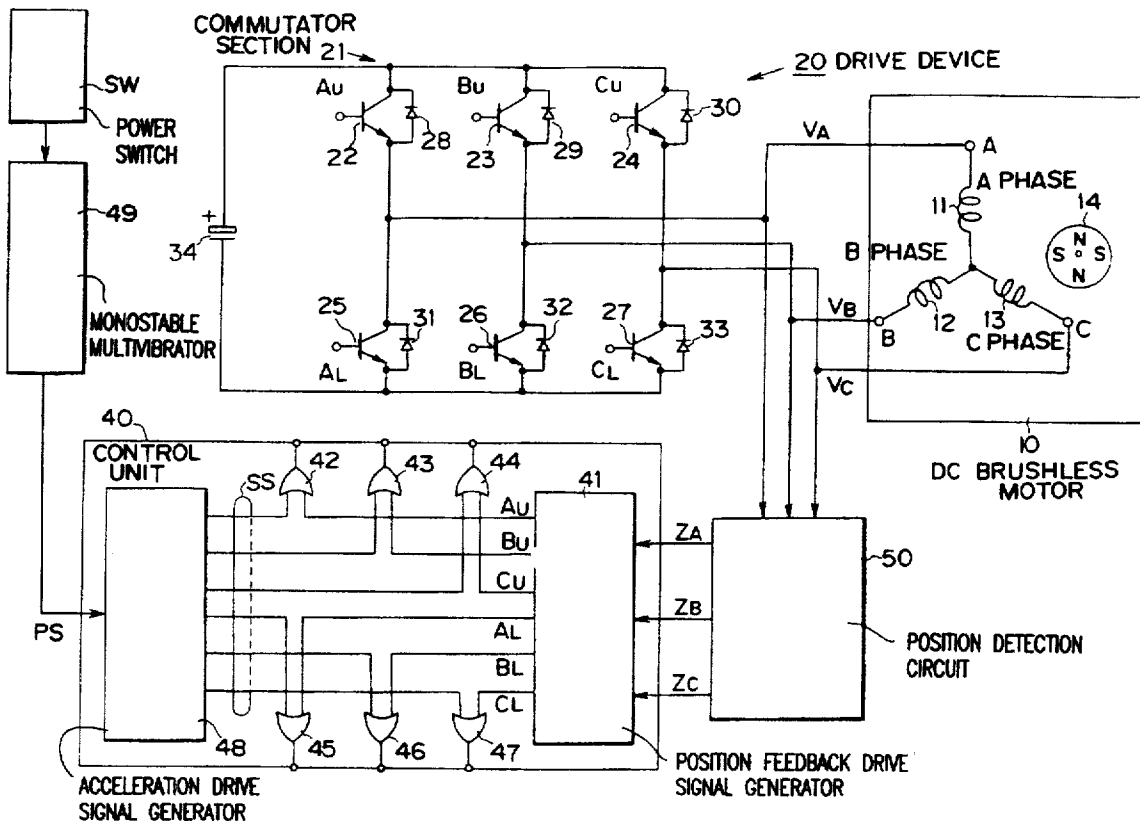 COMMUTATOR
SECTION
21
20 DRIVE DEVICE
SW
POWER
SWITCH
49
MONOSTABLE
MULTIVIBRATOR
AU
22
28
BU
23
29
CU
24
30
+
34
25
31
AL
26
32
BL
27
33
CL
VA
A
A PHASE
11
14
N
S
S
N
B PHASE
VB
B
12
13
C PHASE
C
VC
10
DC BRUSHLESS
MOTOR
40
CONTROL
UNIT
SS
42
43
44
41
AU
BU
CU
AL
BL
CL
ZA
ZB
ZC
50
POSITION DETECTION
CIRCUIT
PS
48
45
46
47
ACCELERATION DRIVE
SIGNAL GENERATOR
POSITION FEEDBACK DRIVE
SIGNAL GENERATOR